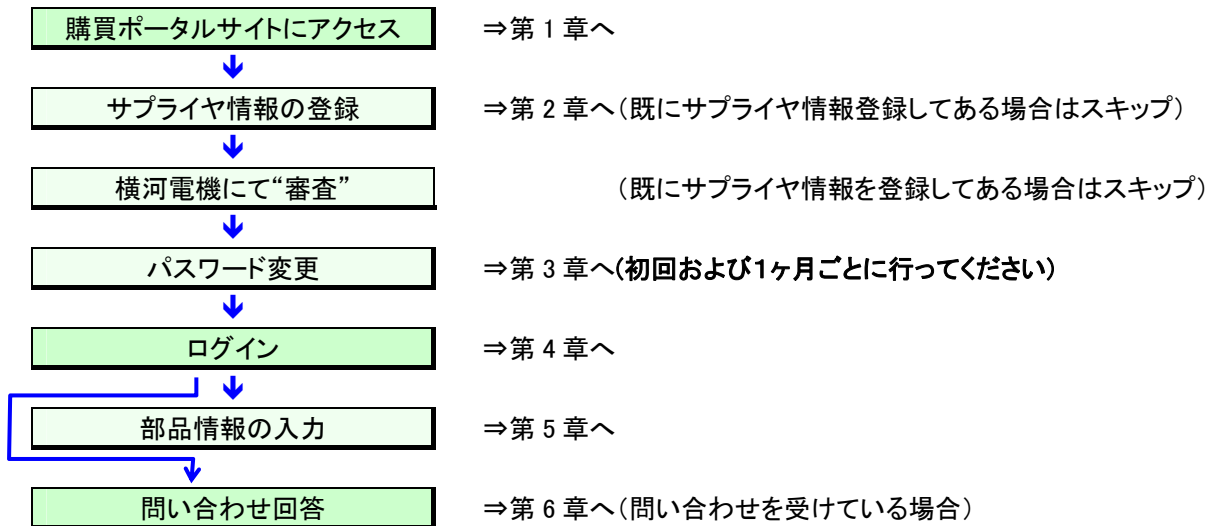 購買ポータルサイトにアクセス ⇒第 1 章へ
サプライヤ情報の登録 ⇒第 2 章へ(既にサプライヤ情報登録してある場合はスキップ)
横河電機にて“審査” (既にサプライヤ情報を登録してある場合はスキップ)
パスワード変更 ⇒第 3 章へ(初回および1ヶ月ごとに行ってください)
ログイン ⇒第 4 章へ
部品情報の入力 ⇒第 5 章へ
問い合わせ回答 ⇒第 6 章へ(問い合わせを受けている場合)